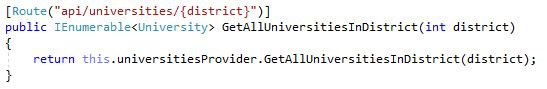 [Route("api/universities/{district}")]
public IEnumerable<University> GetAllUniversitiesInDistrict(int district)
{
    return this.universitiesProvider.GetAllUniversitiesInDistrict(district);
}